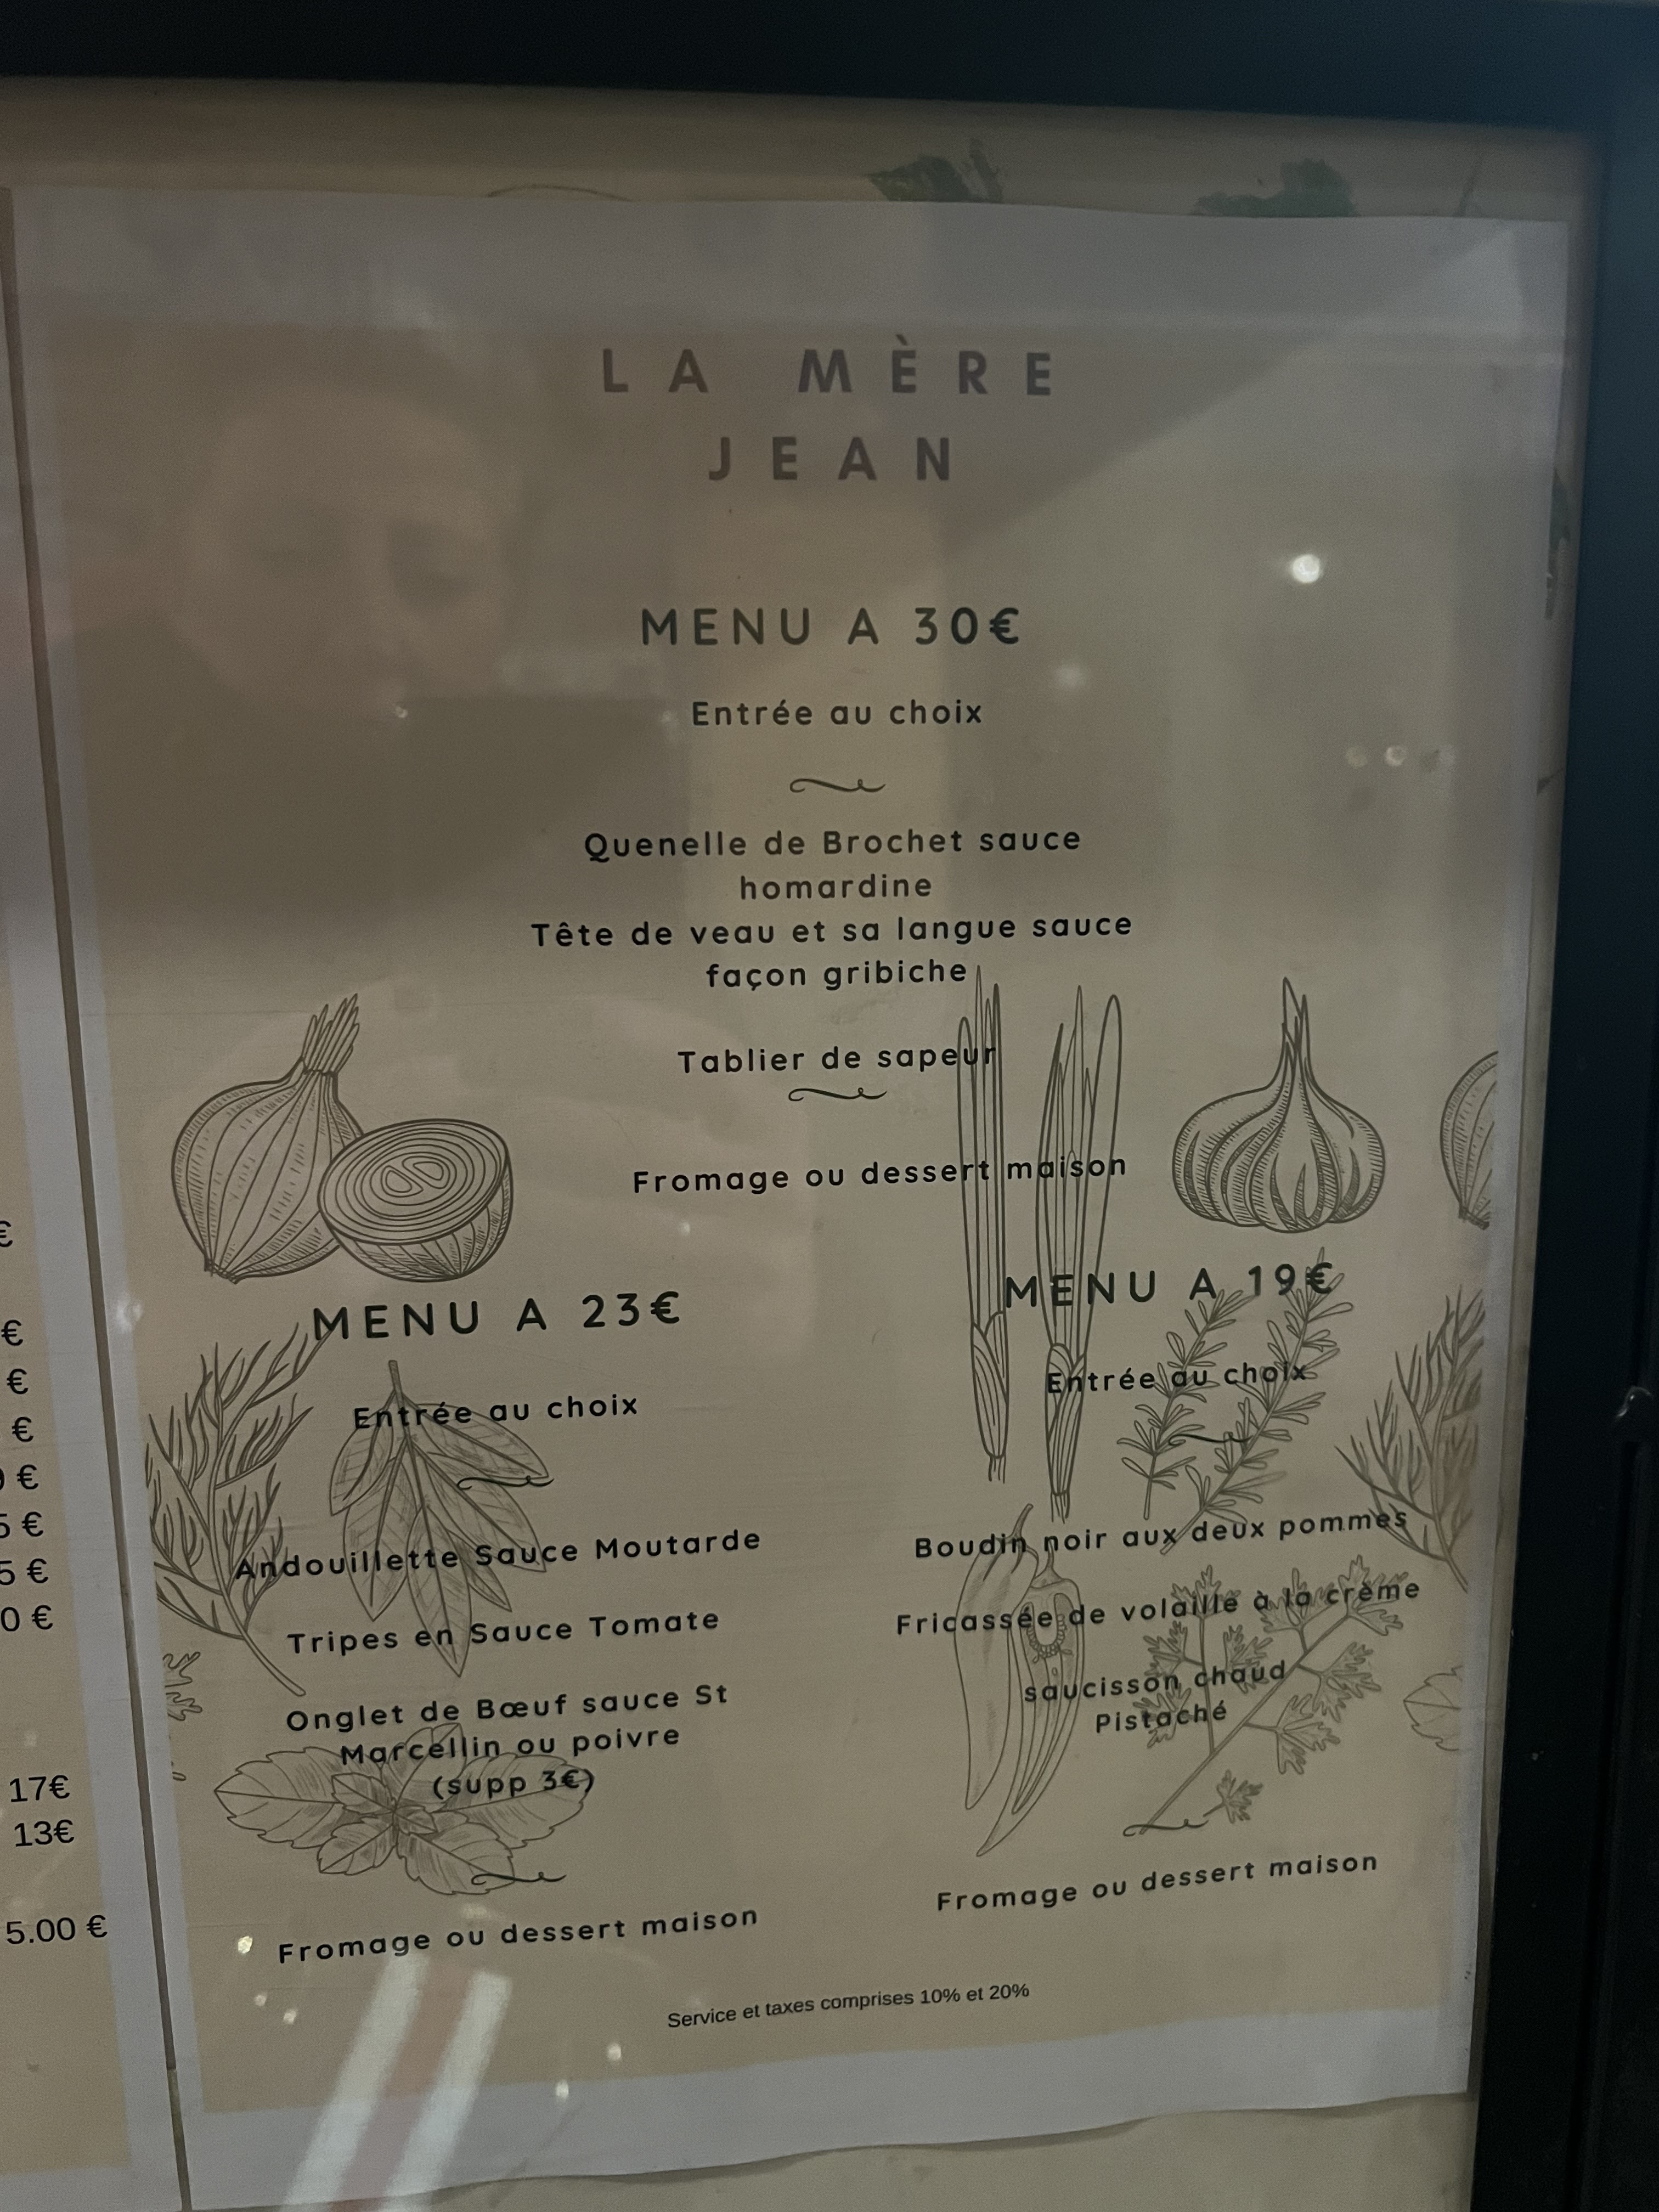 LA MÈRE
JEAN
MENU A 30€
Entrée au choix
Quenelle de Brochet sauce
homardine
Tête de veau et sa langue sauce
façon gribiche
Tablier de sapeur
Fromage ou dessert maison
MENU A 23€
Entrée au choix
Andouillette Sauce Moutarde
Tripes en Sauce Tomate
Onglet de Bœuf sauce St
Marcellin ou poivre
(supp 3€)
Fromage ou dessert maison
MENU A 19€
Entrée au choix
Boudin noir aux deux pommes
Fricassée de volaille à la crème
saucisson chaud
Pistaché
Fromage ou dessert maison
Service et taxes comprises 10% et 20%
€
€
€
€
€
5 €
5 €
0 €
17€
13€
5.00 €